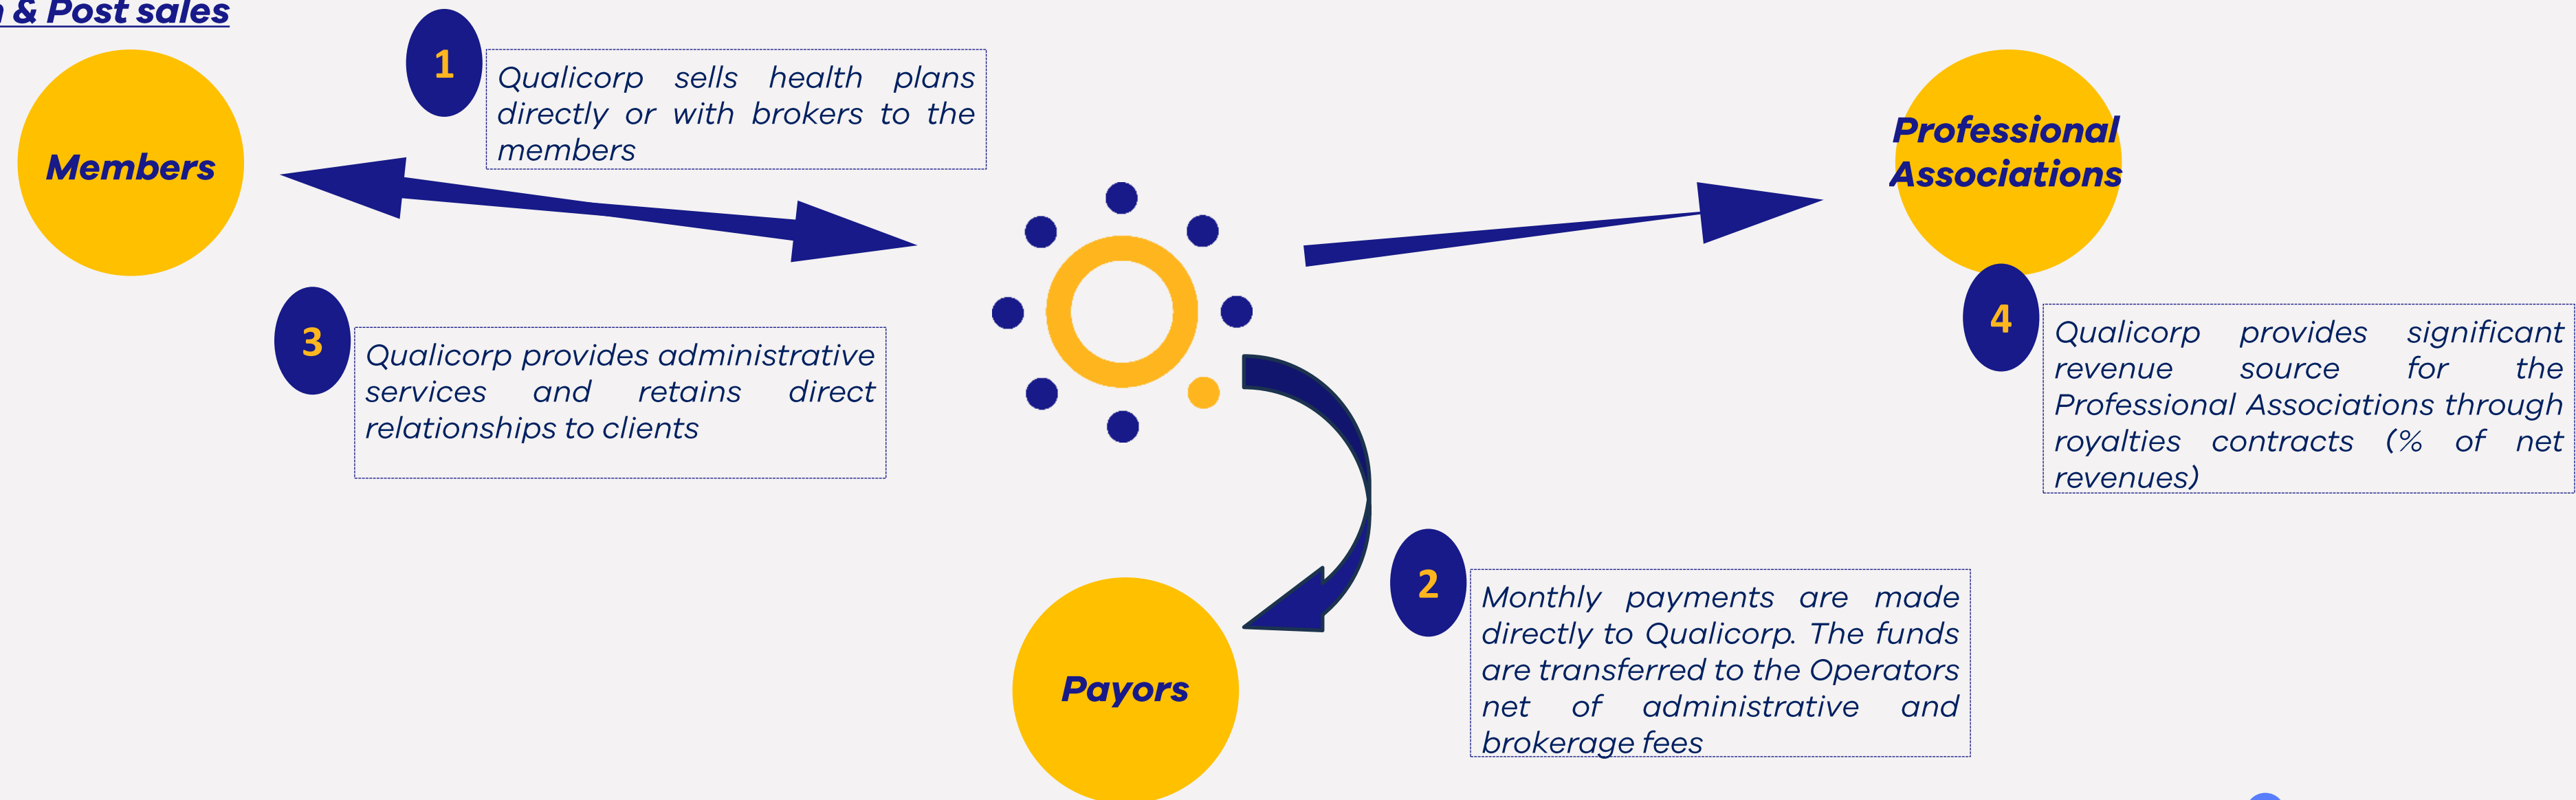 & Post sales
Members
1
Qualicorp sells health plans
directly or with brokers to the
members
Professional
Associations
3
Qualicorp provides administrative
services and retains direct
relationships to clients
4
Qualicorp provides significant
revenue source for the
Professional Associations through
royalties contracts (% of net
revenues)
Payors
2
Monthly payments are made
directly to Qualicorp. The funds
are transferred to the Operators
net of administrative and
brokerage fees